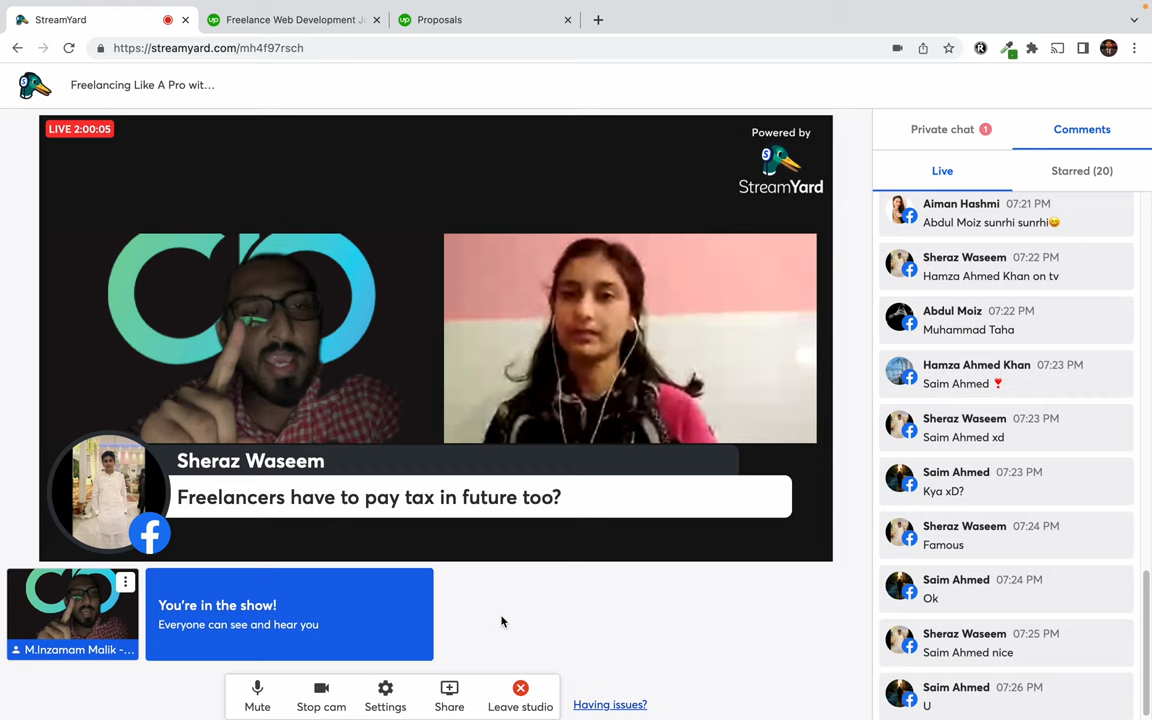 StreamYard
Freelance Web Development J
Proposals
https://streamyard.com/mh4f97rsch
Freelancing Like A Pro wit...
LIVE 2:00:05
Powered by
StreamYard
Sheraz Waseem
Freelancers have to pay tax in future too?
M.Inzamam Malik -...
You're in the show!
Everyone can see and hear you
Mute
Stop cam
Settings
Share
Leave studio
Having issues?
Private chat 1
Comments
Live
Starred (20)
Aiman Hashmi 07:21 PM
Abdul Moiz sunrhi sunrhi😄
Sheraz Waseem 07:22 PM
Hamza Ahmed Khan on tv
Abdul Moiz 07:22 PM
Muhammad Taha
Hamza Ahmed Khan 07:23 PM
Saim Ahmed ❣️
Sheraz Waseem 07:23 PM
Saim Ahmed xd
Saim Ahmed 07:23 PM
Kya xD?
Sheraz Waseem 07:24 PM
Famous
Saim Ahmed 07:24 PM
Ok
Sheraz Waseem 07:25 PM
Saim Ahmed nice
Saim Ahmed 07:26 PM
U